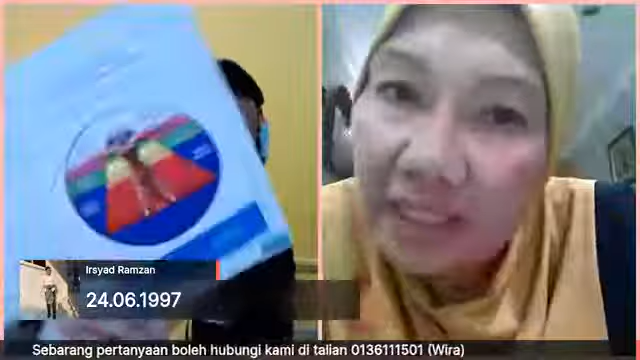 Irsyad Ramzan
24.06.1997
Sebarang pertanyaan boleh hubungi kami di talian 0136111501 (Wira)